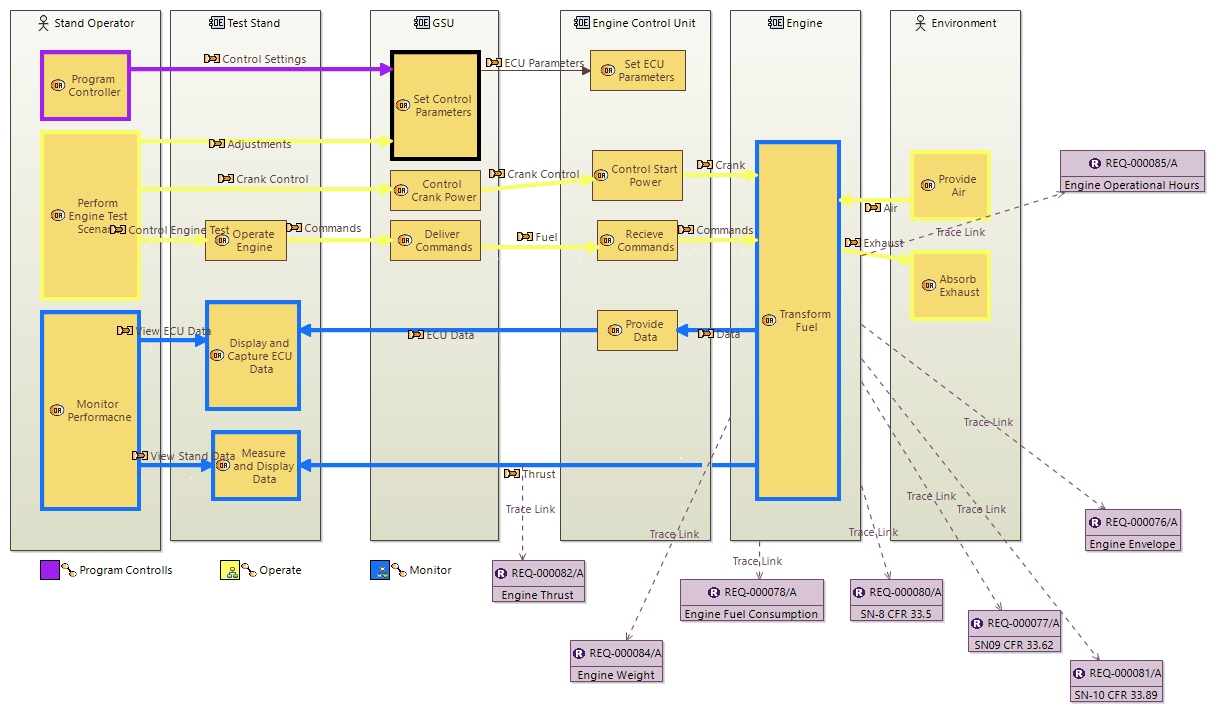 Stand Operator
Test Stand
GSU
Engine Control Unit
Engine
Environment
Program
Controller
Control Settings
Set Control
Parameters
ECU Parameters
Set ECU
Parameters
Adjustments
Perform
Engine Test
Scenario
Crank Control
Control
Crank Power
Crank Control
Control Start
Power
Crank
Provide
Air
Air
Control Engine Test
Operate
Engine
Commands
Deliver
Commands
Fuel
Recieve
Commands
Commands
Exhaust
Absorb
Exhaust
REQ-000085/A
Engine Operational Hours
Trace Link
Monitor
Performacne
View ECU Data
Display and
Capture ECU
Data
ECU Data
Provide
Data
Data
Transform
Fuel
View Stand Data
Measure
and Display
Data
Thrust
Trace Link
Trace Link
Trace Link
Trace Link
Trace Link
Trace Link
Trace Link
Program Controlls
Operate
Monitor
REQ-000082/A
Engine Thrust
REQ-000084/A
Engine Weight
REQ-000078/A
Engine Fuel Consumption
REQ-000080/A
SN-8 CFR 33.5
REQ-000077/A
SN09 CFR 33.62
REQ-000081/A
SN-10 CFR 33.89
REQ-000076/A
Engine Envelope